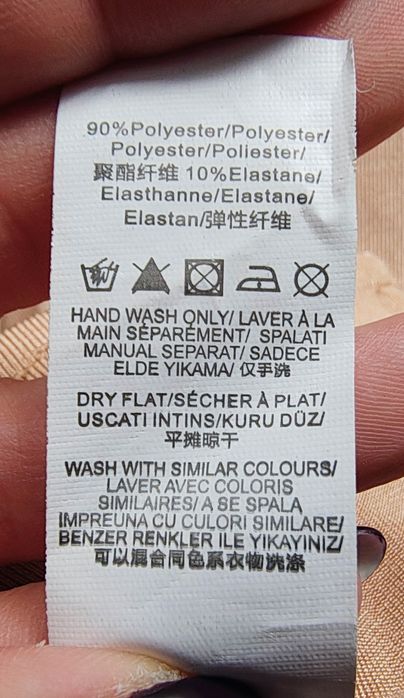 90%Polyester/Polyester/
Polyester/Poliester/
聚酯纤维 10%Elastane/
Elasthanne/Elastane/
Elastan/弹性纤维
HAND WASH ONLY/ LAVER À LA
MAIN SÉPARÉMENT/ SPALATI
MANUAL SEPARAT/ SADECE
ELDE YIKAMA/ 仅手洗
DRY FLAT/SÉCHER À PLAT/
USCATI INTINS/KURU DÜZ/
平摊晾干
WASH WITH SIMILAR COLOURS/
LAVER AVEC COLORIS
SIMILAIRES/A SE SPALA
IMPREUNA CU CULORI SIMILARE/
BENZER RENKLER ILE YIKAYINIZ/
可以混合同色系衣物洗涤